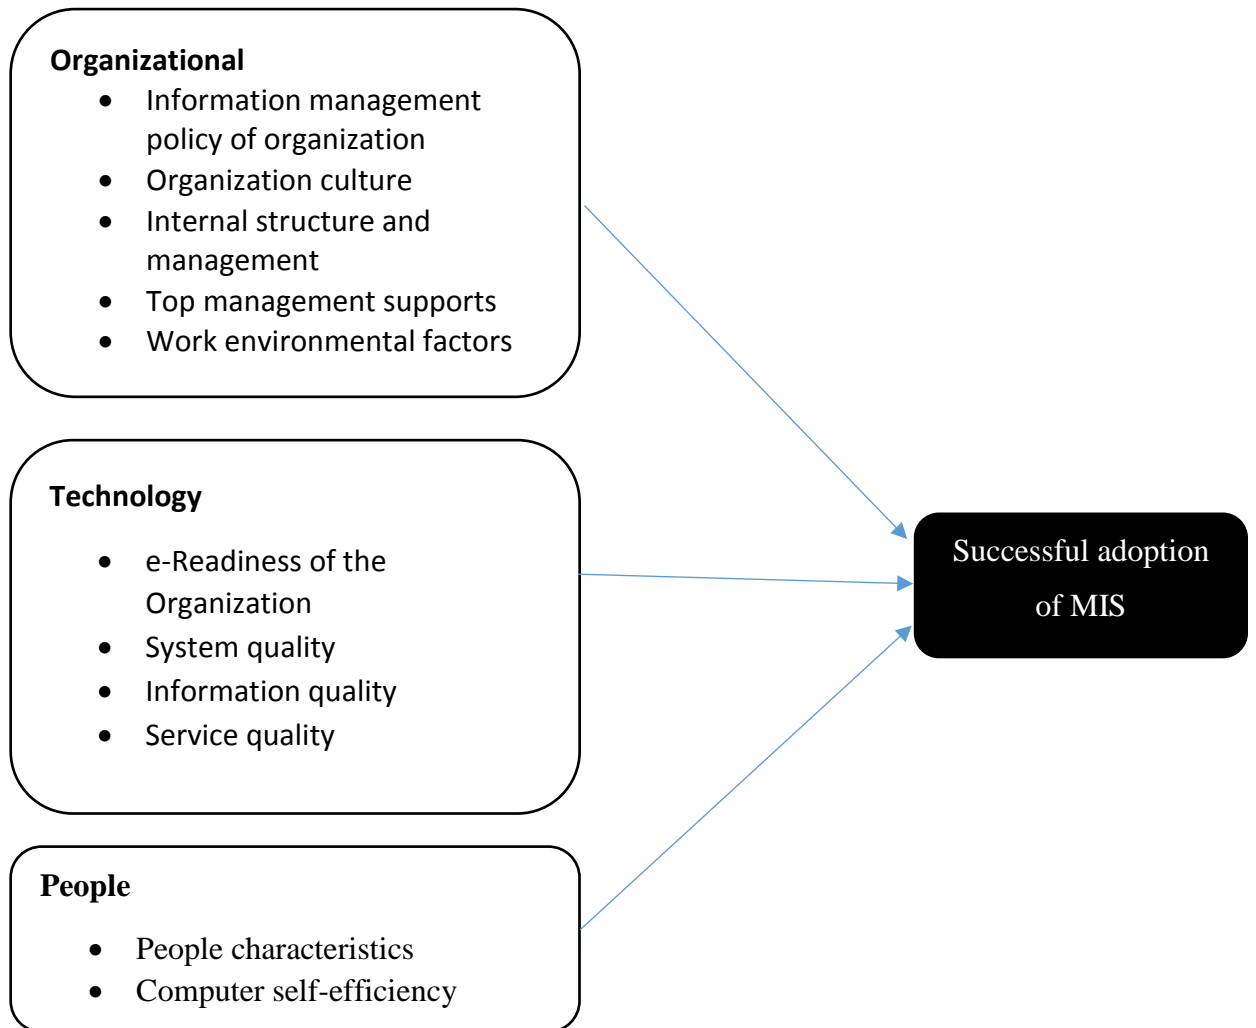 Organizational
• Information management
policy of organization
• Organization culture
• Internal structure and
management
• Top management supports
• Work environmental factors
Technology
• e-Readiness of the
Organization
• System quality
• Information quality
• Service quality
People
• People characteristics
• Computer self-efficiency
Successful adoption
of MIS